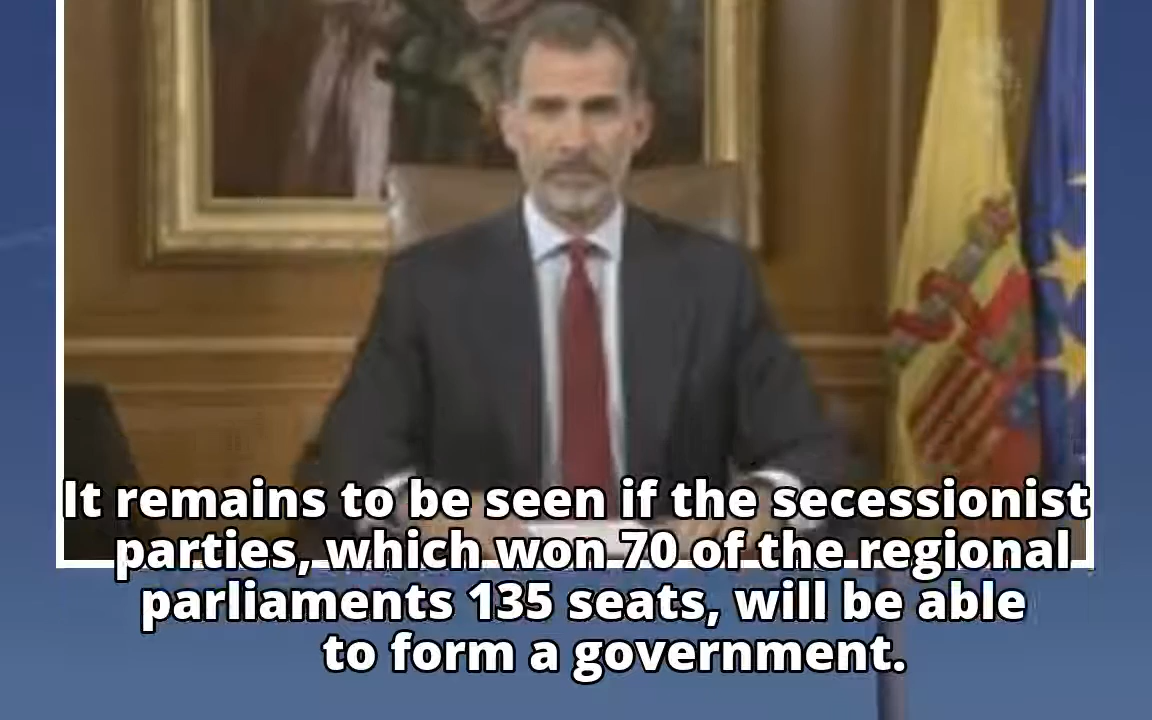 It remains to be seen if the secessionist
parties, which won 70 of the regional
parliaments 135 seats, will be able
to form a government.